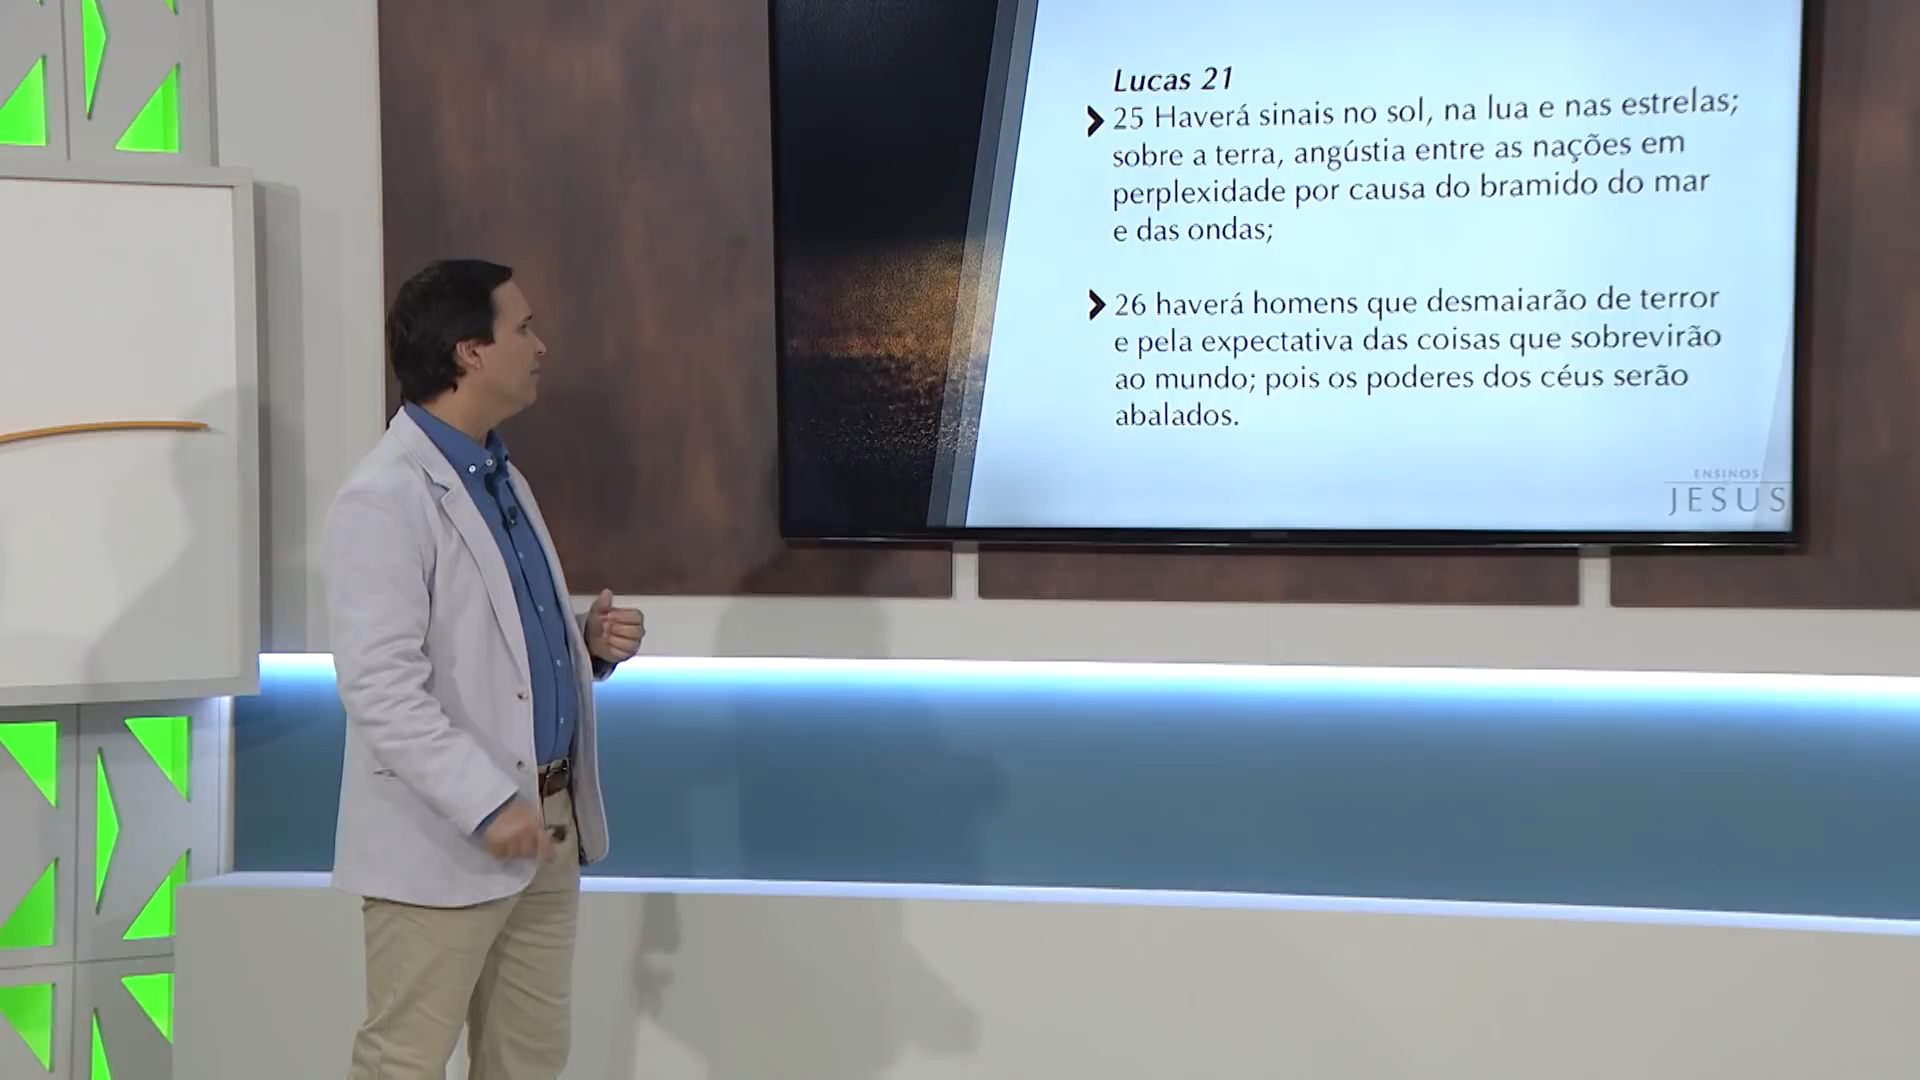 Lucas 21
25 Haverá sinais no sol, na lua e nas estrelas;
sobre a terra, angústia entre as nações em
perplexidade por causa do bramido do mar
e das ondas;
26 haverá homens que desmaiarão de terror
e pela expectativa das coisas que sobrevirão
ao mundo; pois os poderes dos céus serão
abalados.
ENSINOS
JESUS